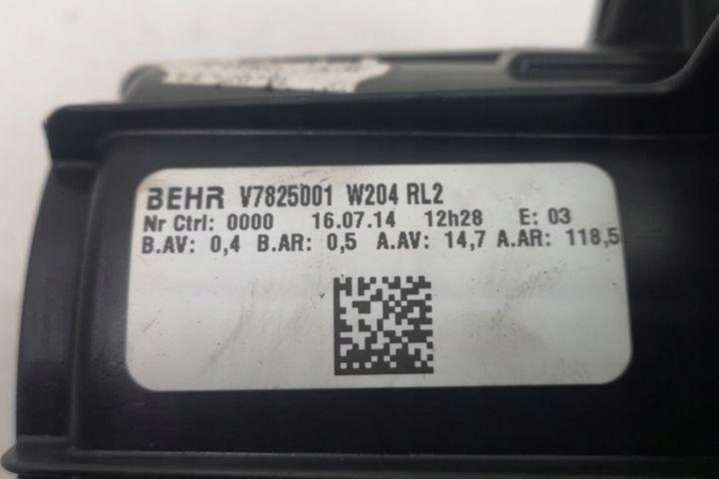 BEHR V7825001 W204 RL2
Nr Ctrl: 0000 16.07.14 12h28 E: 03
B.AV: 0,4 B.AR: 0,5 A.AV: 14,7 A.AR: 118,5